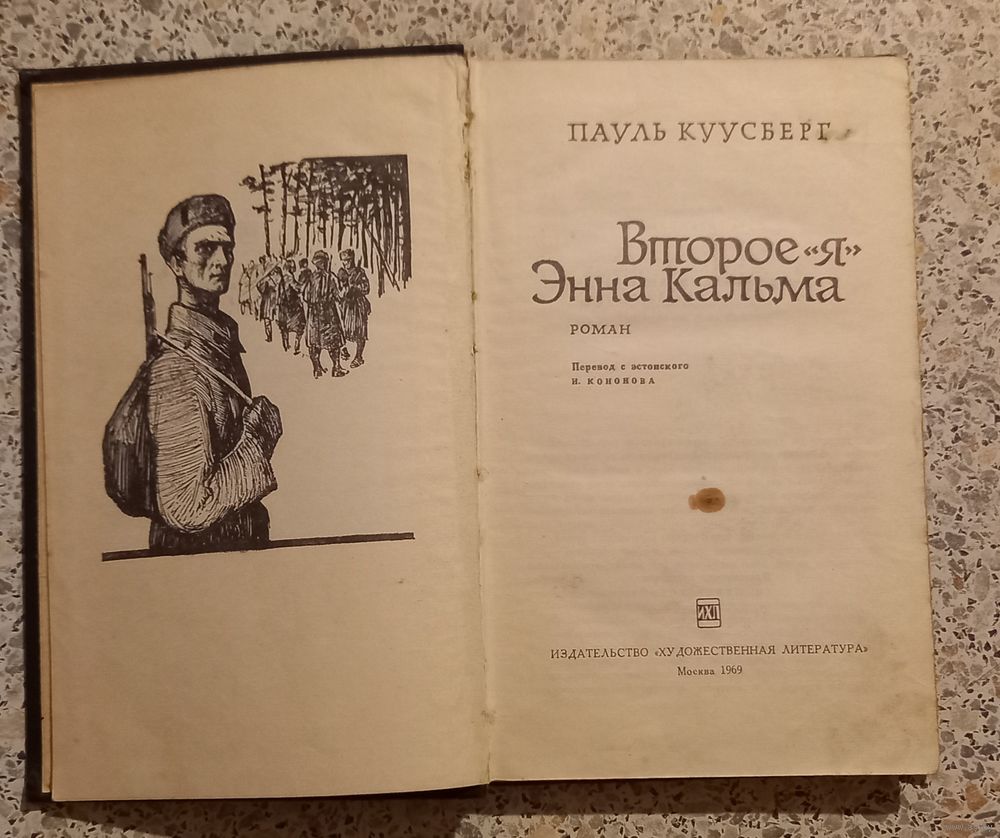 ПАУЛЬ КУУСБЕРГ
Второе «я»
Энна Кальма
РОМАН
Перевод с эстонского
И. КОНОНОВА
ИХЛ
ИЗДАТЕЛЬСТВО «ХУДОЖЕСТВЕННАЯ ЛИТЕРАТУРА»
Москва 1969